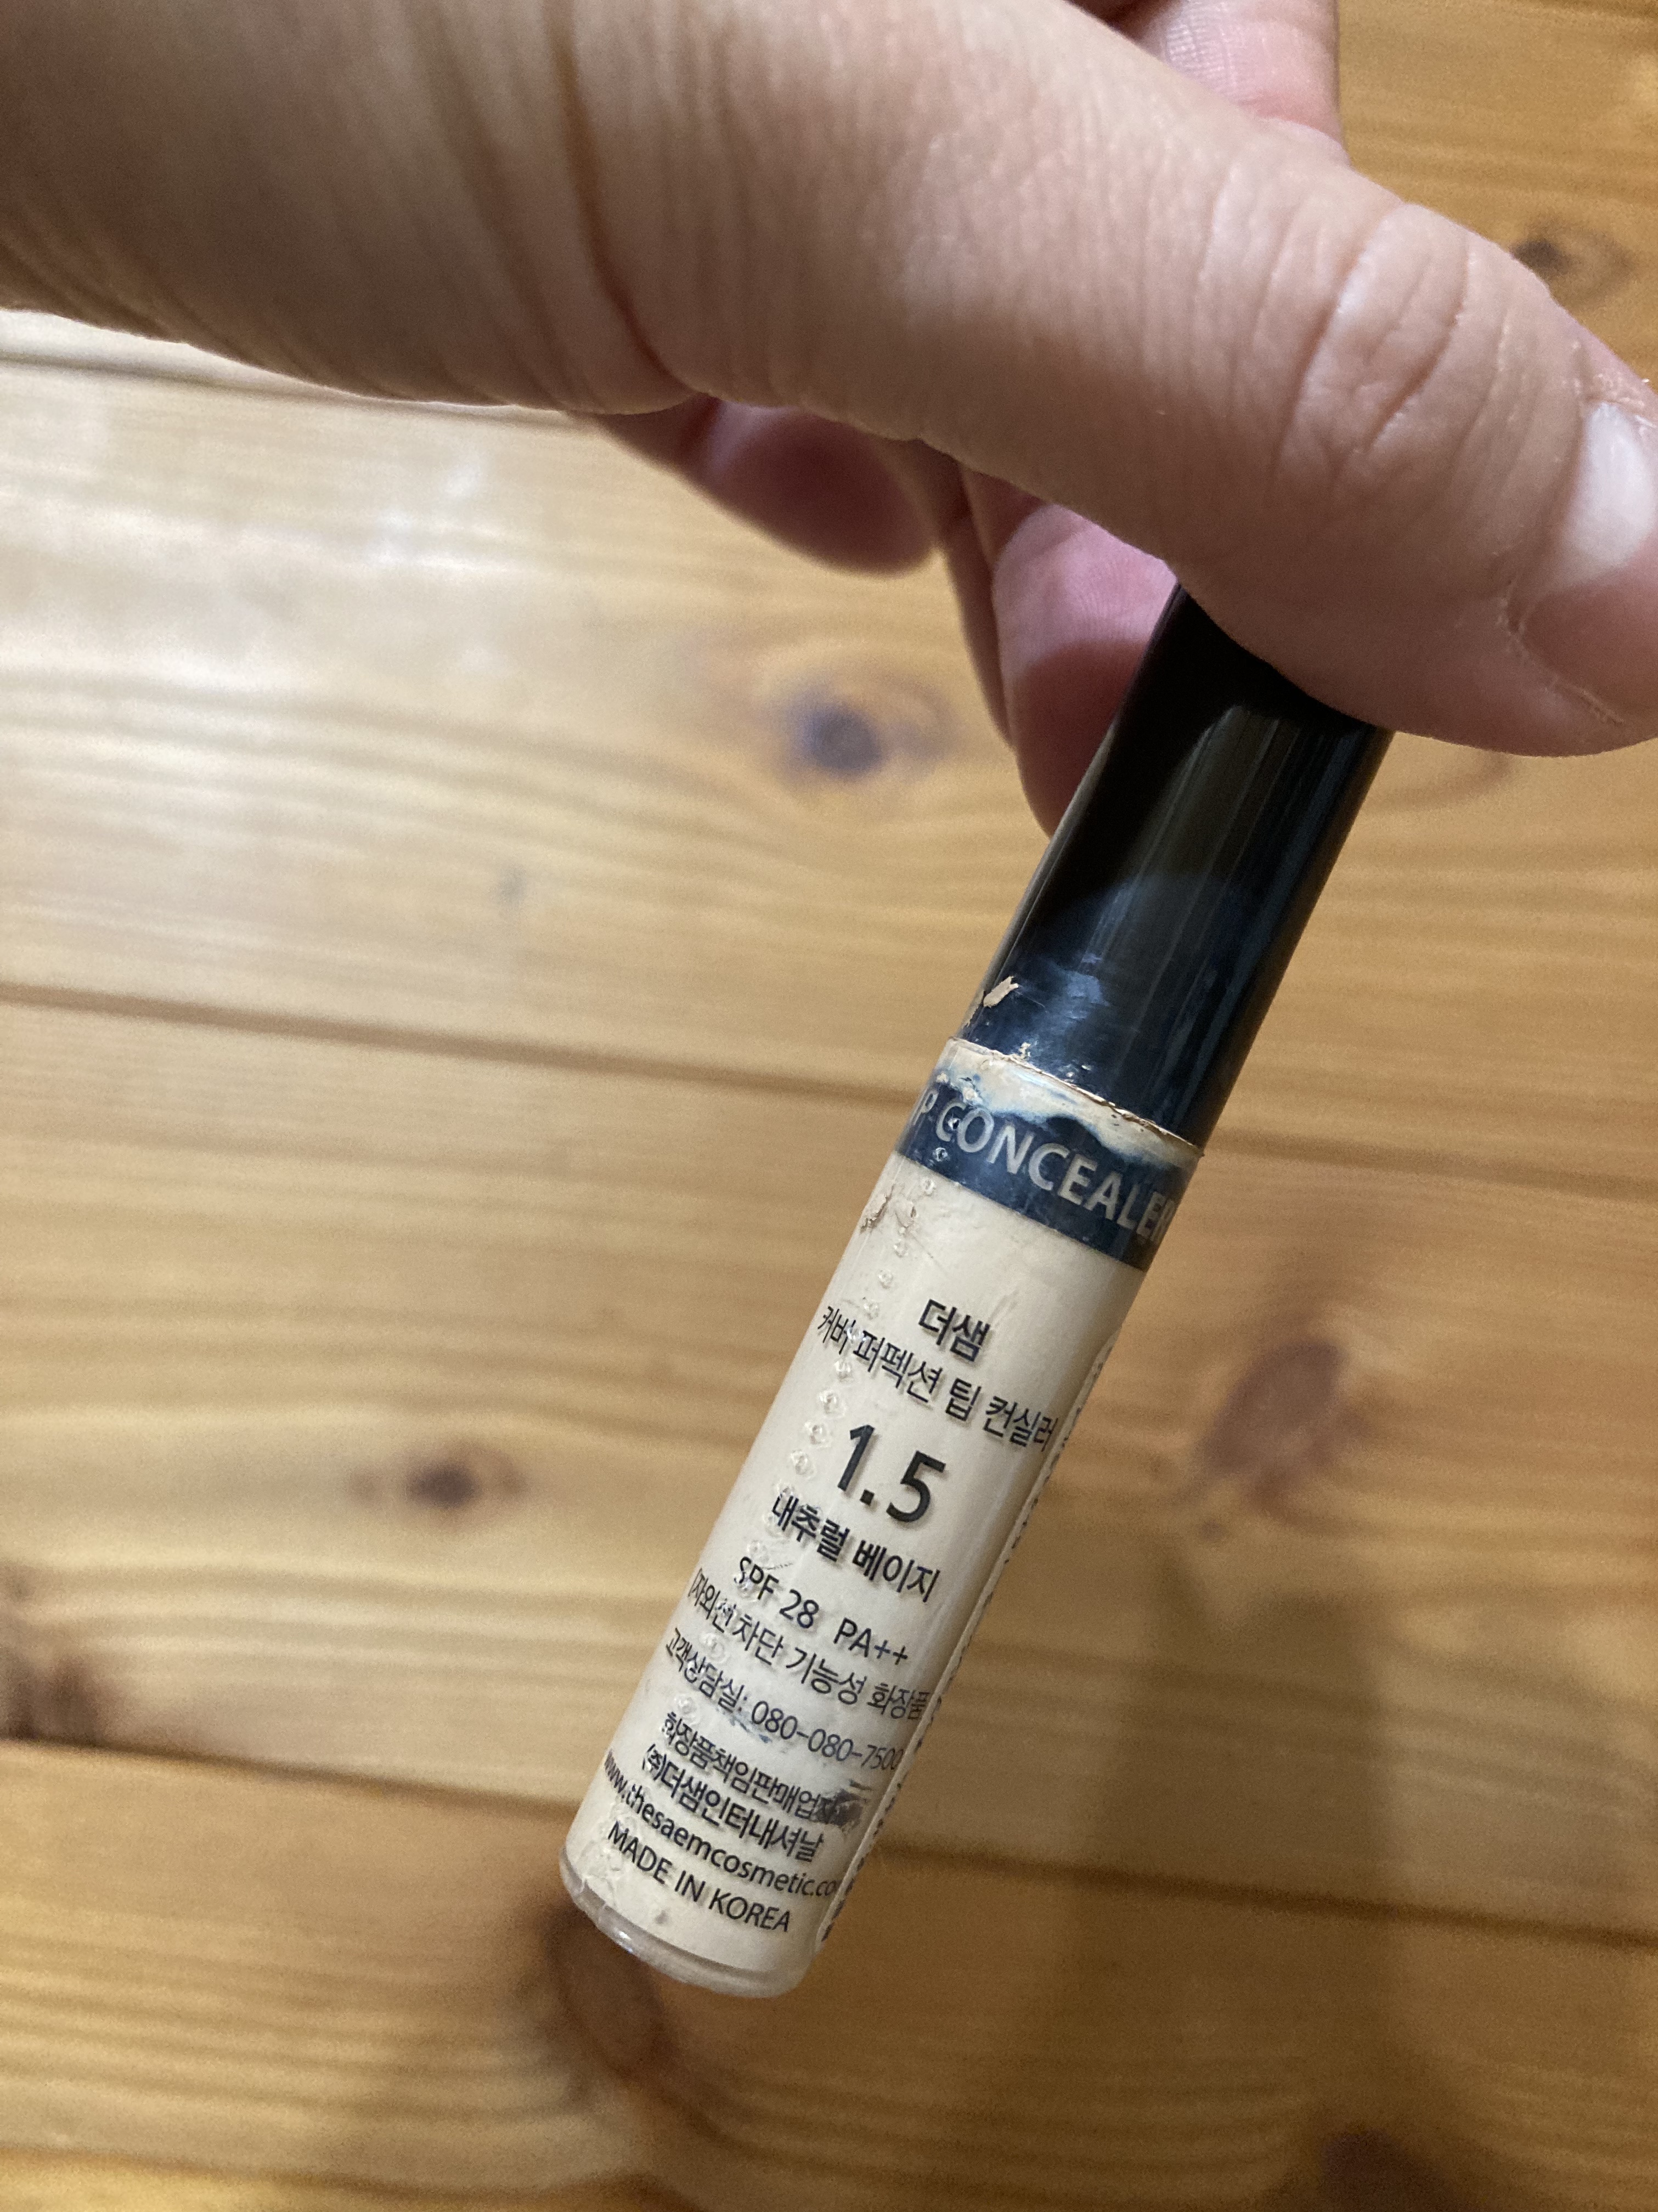 CONCEALER
더샘
커버 퍼펙션 팁 컨실러
1.5
내추럴 베이지
SPF 28 PA++
(자외선 차단 기능성 화장품
고객상담실: 080-080-7500
화장품책임판매업자
(주)더샘인터내셔날
www.thesaemcosmetic.co
MADE IN KOREA